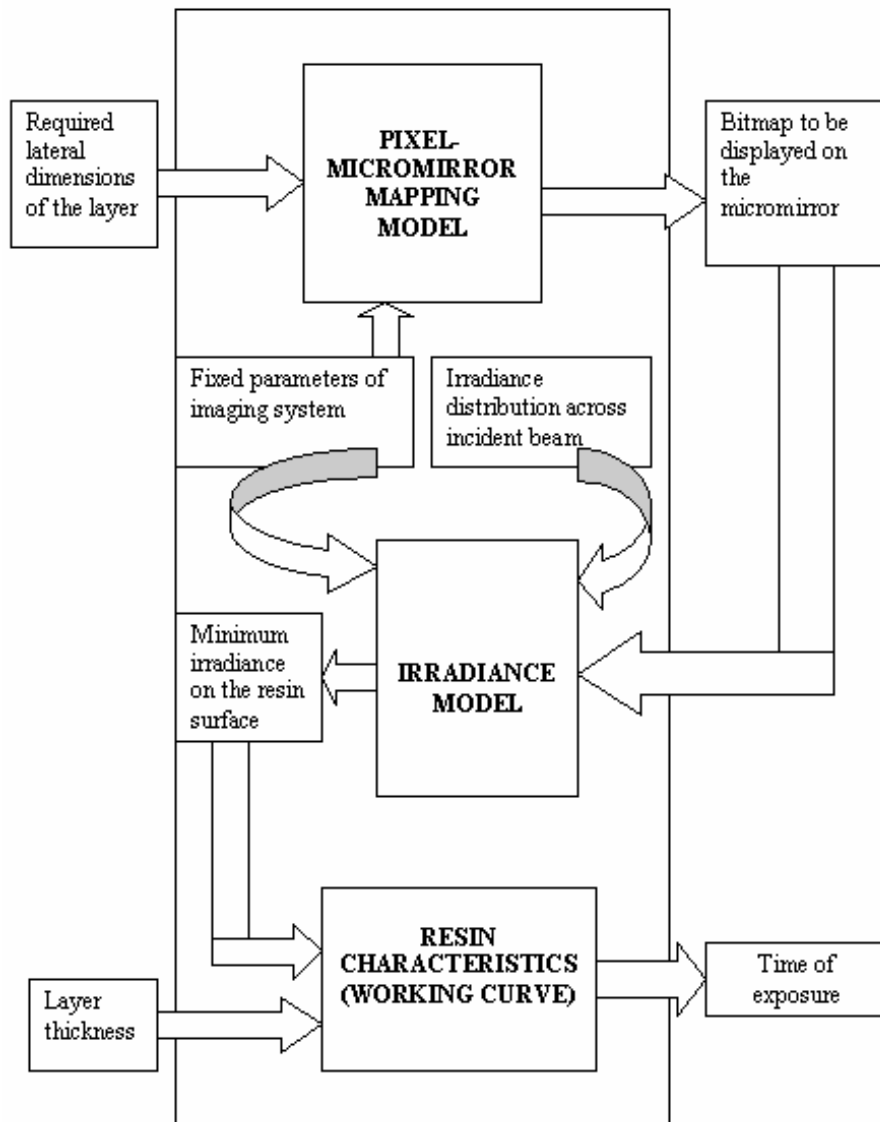 Required
lateral
dimensions
of the layer
PIXEL-
MICROMIRROR
MAPPING
MODEL
Bitmap to be
displayed on
the
micromirror
Fixed parameters of
imaging system
Irradiance
distribution across
incident beam
Minimum
irradiance
on the resin
surface
IRRADIANCE
MODEL
RESIN
CHARACTERISTICS
(WORKING CURVE)
Layer
thickness
Time of
exposure